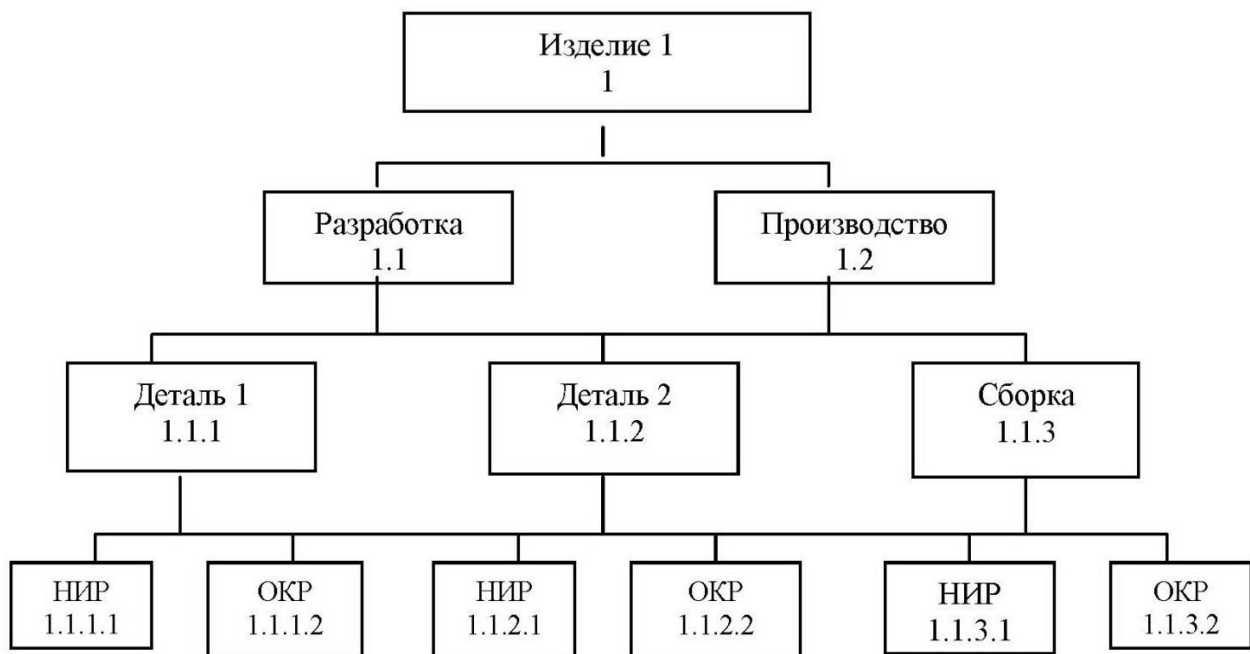 Изделие 1
1
Разработка
1.1
Производство
1.2
Деталь 1
1.1.1
Деталь 2
1.1.2
Сборка
1.1.3
НИР
1.1.1.1
ОКР
1.1.1.2
НИР
1.1.2.1
ОКР
1.1.2.2
НИР
1.1.3.1
ОКР
1.1.3.2